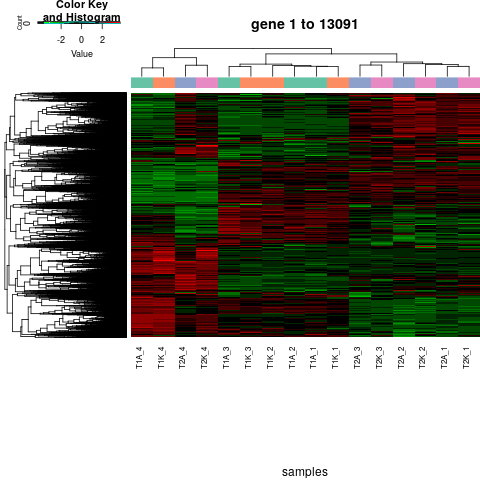 Color Key
and Histogram
Count
0
-2 0 2
Value
gene 1 to 13091
T1A_4 T1K_4 T2A_4 T2K_4 T1A_3 T1K_3 T1K_2 T1A_2 T1A_1 T1K_1 T2A_3 T2K_3 T2A_2 T2K_2 T2A_1 T2K_1
samples